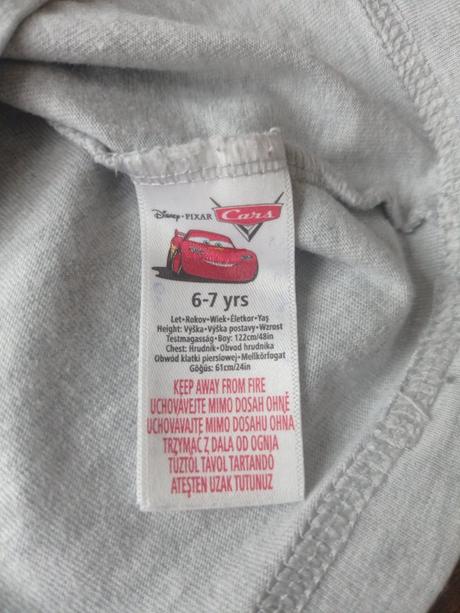 Disney • PIXAR Cars
6-7 yrs
Let•Rokov•Wiek•Életkor•Yaş
Height: Výška•Výška postavy•Wzrost
Testmagasság•Boy: 122cm/48in
Chest: Hrudník•Obvod hrudníka
Obwód klatki piersiowej•Mellkörfogat
Göğüs: 61cm/24in
KEEP AWAY FROM FIRE
UCHOVÁVEJTE MIMO DOSAH OHNĚ
UCHOVÁVAJTE MIMO DOSAHU OHŇA
TRZYMAĆ Z DALA OD OGNIA
TŰZTŐL TÁVOL TARTANDÓ
ATEŞTEN UZAK TUTUNUZ